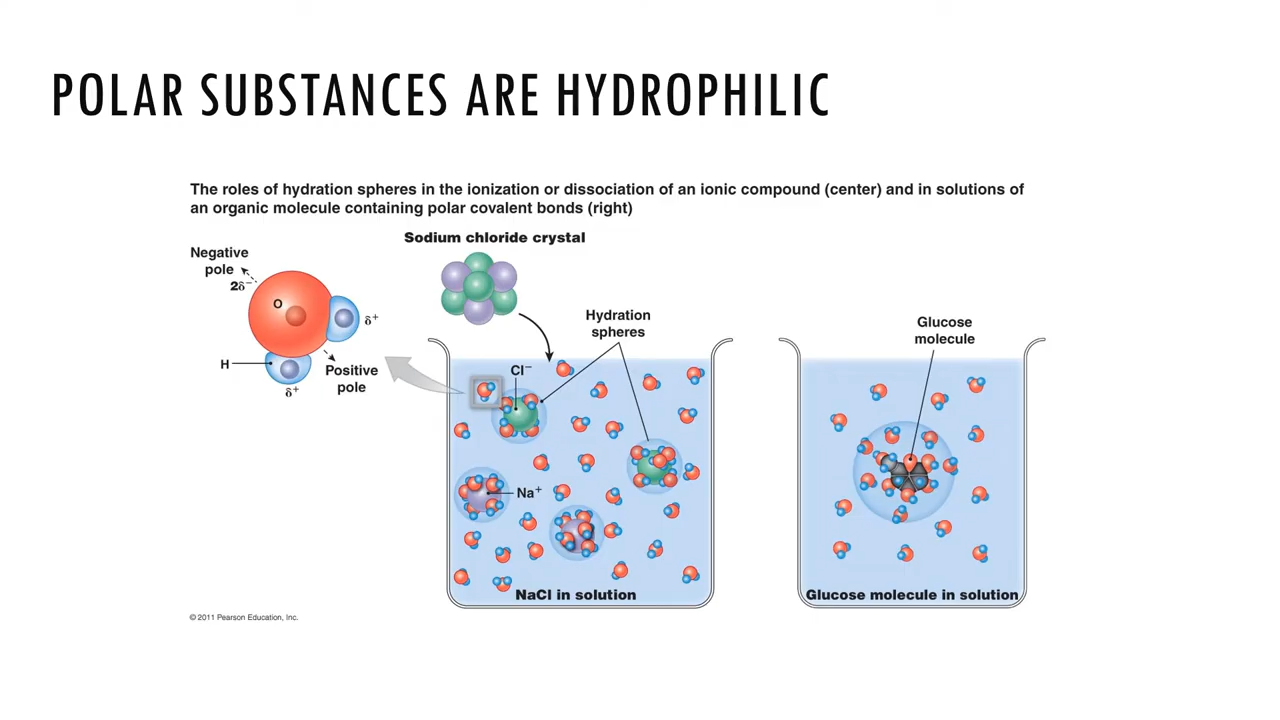 POLAR SUBSTANCES ARE HYDROPHILIC
The roles of hydration spheres in the ionization or dissociation of an ionic compound (center) and in solutions of
an organic molecule containing polar covalent bonds (right)
Sodium chloride crystal
Negative
pole
2δ⁻
O
δ⁺
H
Positive
pole
δ⁺
Hydration
spheres
Cl⁻
Na⁺
NaCl in solution
Glucose
molecule
Glucose molecule in solution
© 2011 Pearson Education, Inc.